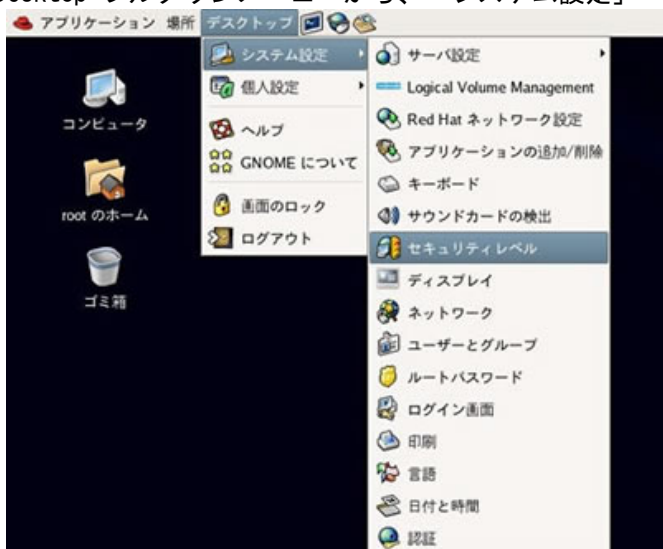 アプリケーション 場所 デスクトップ
コンピュータ
root のホーム
ゴミ箱
システム設定
個人設定
ヘルプ
GNOME について
画面のロック
ログアウト
サーバ設定
Logical Volume Management
Red Hat ネットワーク設定
アプリケーションの追加/削除
キーボード
サウンドカードの検出
セキュリティレベル
ディスプレイ
ネットワーク
ユーザーとグループ
ルートパスワード
ログイン画面
印刷
言語
日付と時間
認証